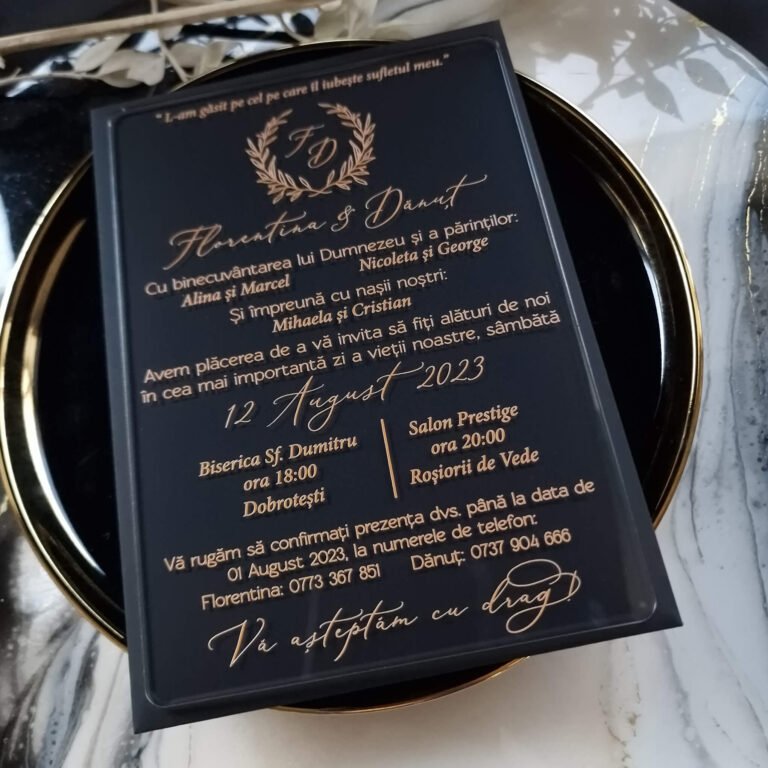 "L-am găsit pe cel pe care îl iubește sufletul meu."
F
D
Florentina & Dănuț
Cu binecuvântarea lui Dumnezeu și a părinților:
Alina și Marcel    Nicoleta și George
Și împreună cu nașii noștri:
Mihaela și Cristian
Avem plăcerea de a vă invita să fiți alături de noi
în cea mai importantă zi a vieții noastre, sâmbătă
12 August 2023
Biserica Sf. Dumitru
ora 18:00
Dobrotești
Salon Prestige
ora 20:00
Roșiorii de Vede
Vă rugăm să confirmați prezența dvs. până la data de
01 August 2023, la numerele de telefon:
Florentina: 0773 367 851    Dănuț: 0737 904 666
Vă așteptăm cu drag!